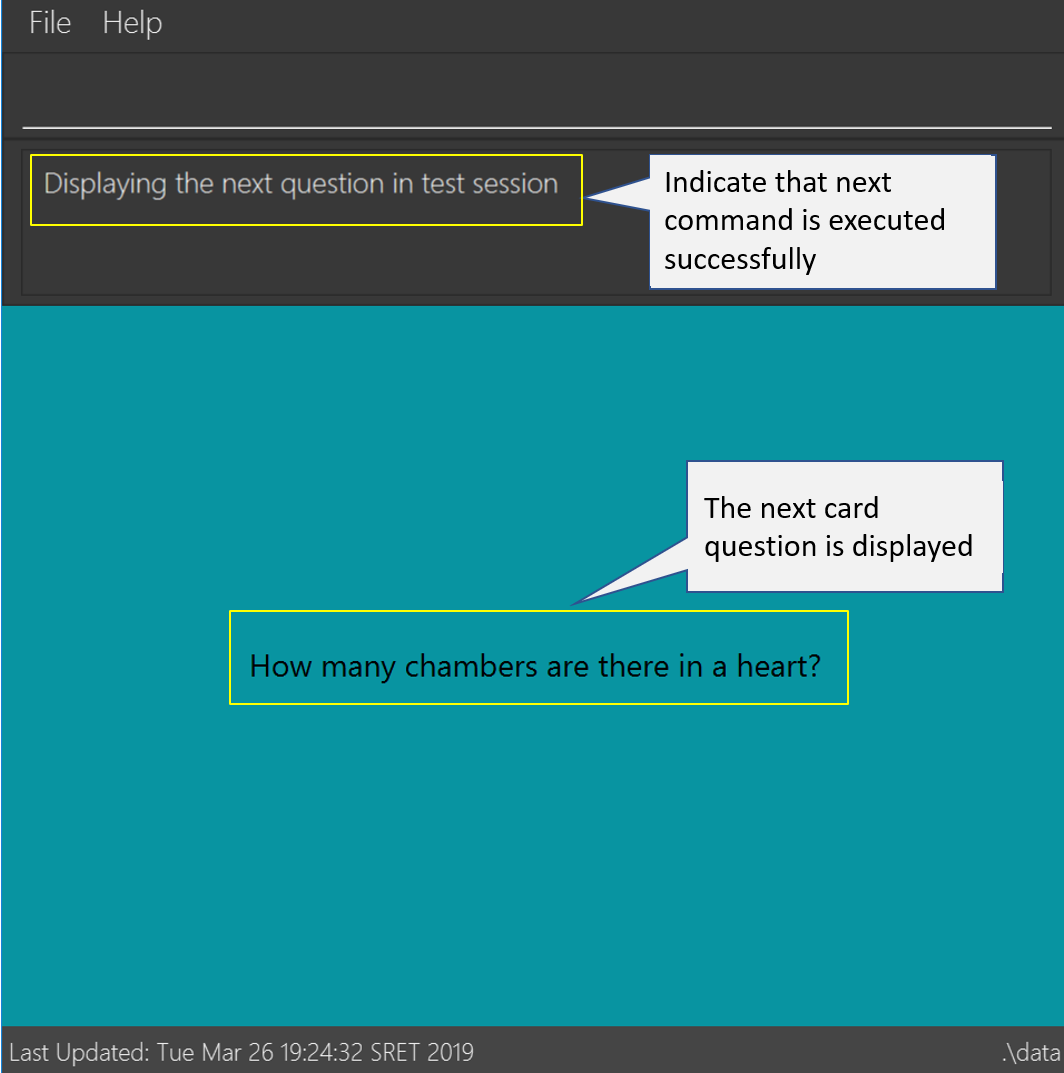 File Help
Displaying the next question in test session
Indicate that next
command is executed
successfully
The next card
question is displayed
How many chambers are there in a heart?
Last Updated: Tue Mar 26 19:24:32 SRET 2019 .\data